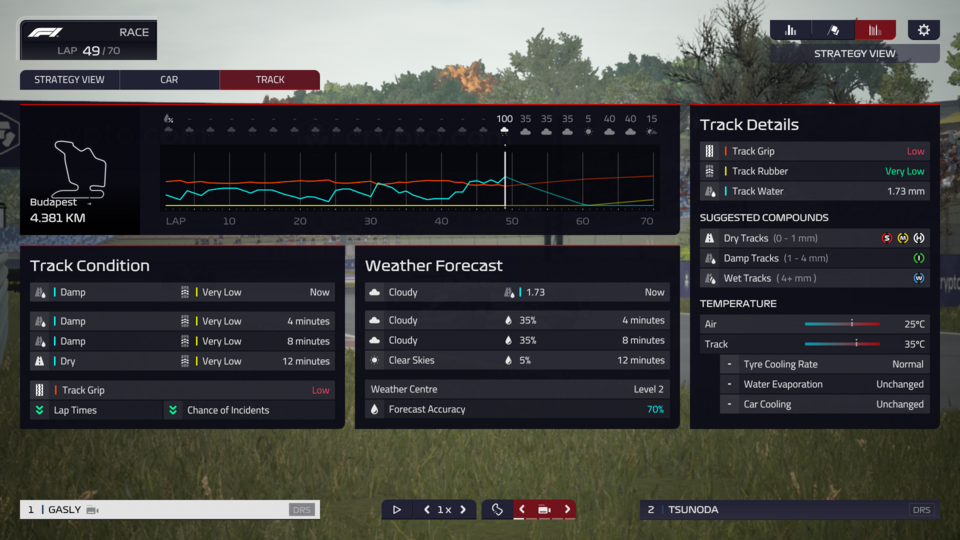 F1 RACE
LAP 49/70
STRATEGY VIEW
STRATEGY VIEW CAR TRACK
% - - - - - - - - - - - - - - - 100 35 35 35 5 40 40 15
Budapest
4.381 KM
LAP 10 20 30 40 50 60 70
Track Details
Track Grip Low
Track Rubber Very Low
Track Water 1.73 mm
SUGGESTED COMPOUNDS
Dry Tracks (0 - 1 mm) S M H
Damp Tracks (1 - 4 mm) I
Wet Tracks ( 4+ mm ) W
TEMPERATURE
Air 25°C
Track 35°C
- Tyre Cooling Rate Normal
- Water Evaporation Unchanged
- Car Cooling Unchanged
Track Condition
Damp Very Low Now
Damp Very Low 4 minutes
Damp Very Low 8 minutes
Dry Very Low 12 minutes
Track Grip Low
Lap Times Chance of Incidents
Weather Forecast
Cloudy 1.73 Now
Cloudy 35% 4 minutes
Cloudy 35% 8 minutes
Clear Skies 5% 12 minutes
Weather Centre Level 2
Forecast Accuracy 70%
1 GASLY DRS
1x
2 TSUNODA DRS